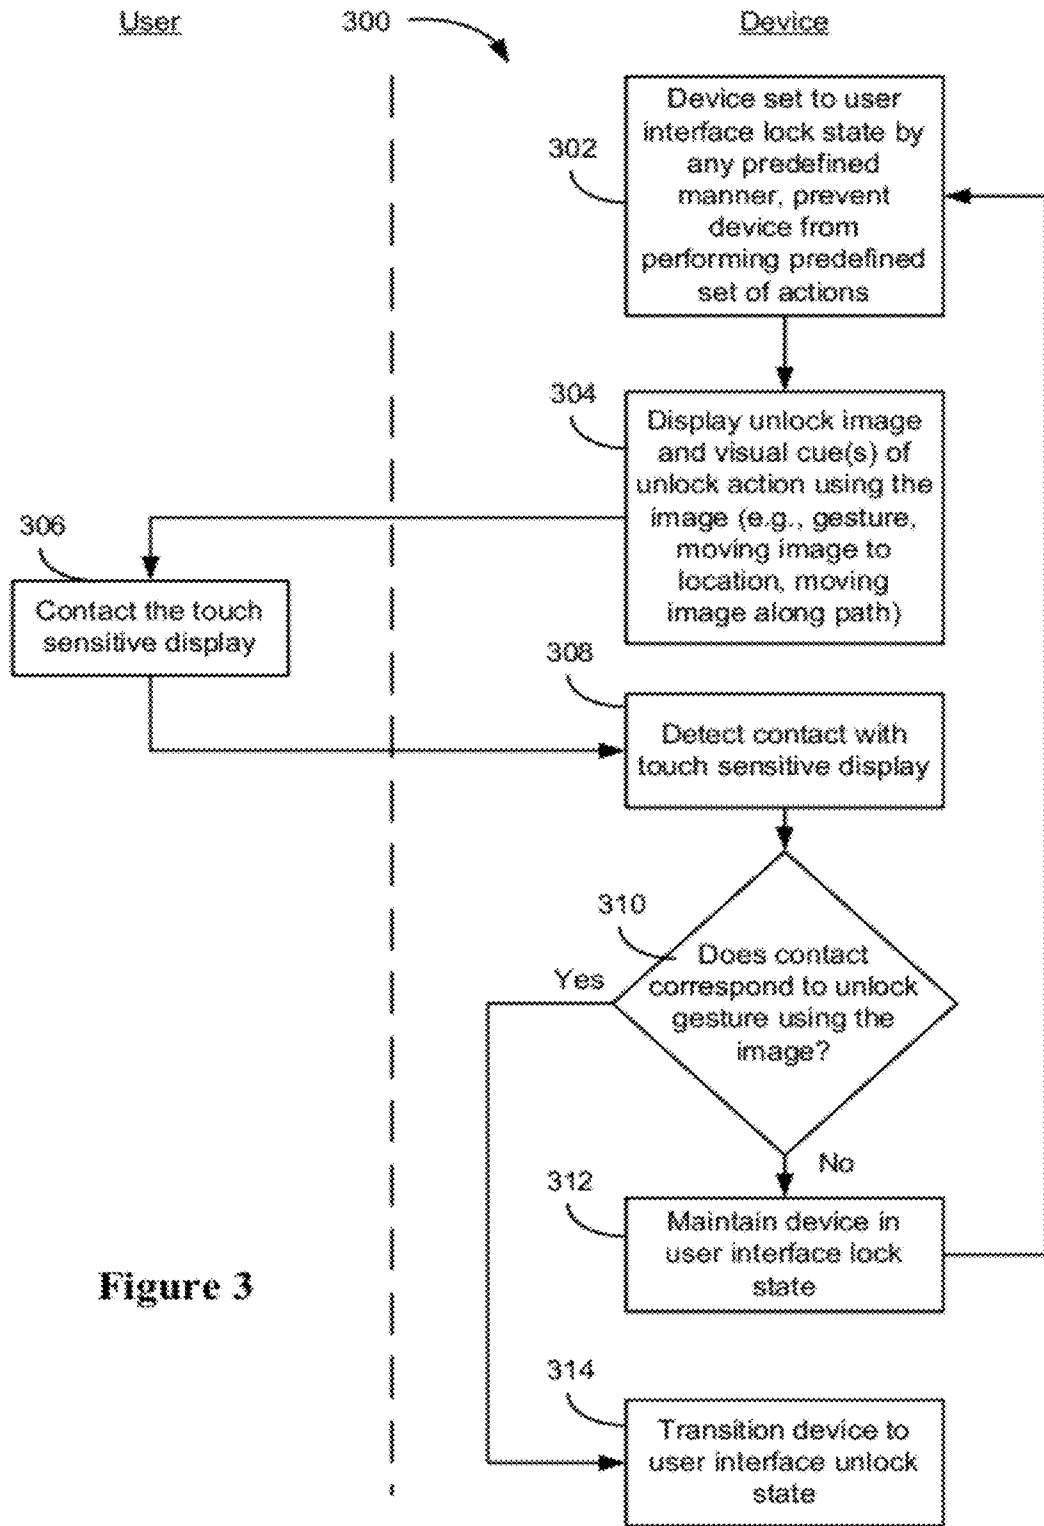 User
300
Device
302
Device set to user
interface lock state by
any predefined
manner, prevent
device from
performing predefined
set of actions
304
Display unlock image
and visual cue(s) of
unlock action using the
image (e.g., gesture,
moving image to
location, moving
image along path)
306
Contact the touch
sensitive display
308
Detect contact with
touch sensitive display
310
Does contact
correspond to unlock
gesture using the
image?
Yes
No
312
Maintain device in
user interface lock
state
Figure 3
314
Transition device to
user interface unlock
state